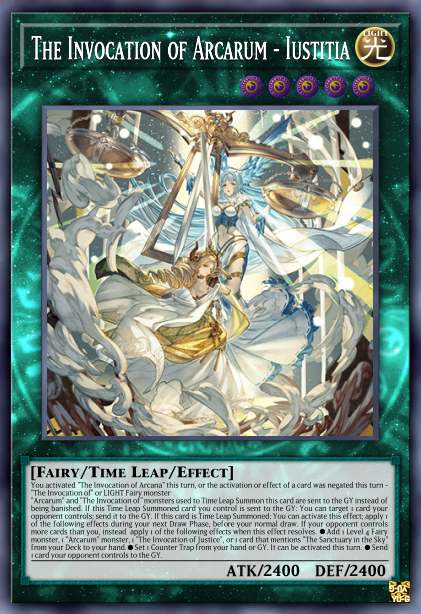 The Invocation of Arcarum - Iustitia
LIGHT
光
[Fairy/Time Leap/Effect]
You activated "The Invocation of Arcana" this turn, or the activation or effect of a card was negated this turn -
"The Invocation of" or LIGHT Fairy monster
"Arcarum" and "The Invocation of" monsters used to Time Leap Summon this card are sent to the GY instead of
being banished. If this Time Leap Summoned card you control is sent to the GY: You can target 1 card your
opponent controls; send it to the GY. If this card is Time Leap Summoned: You can activate this effect; apply 1
of the following effects during your next Draw Phase, before your normal draw. If your opponent controls
more cards than you, instead apply 1 of the following effects when this effect resolves. ●Add 1 Level 4 Fairy
monster, 1 "Arcarum" monster, 1 "The Invocation of Justice", or 1 card that mentions "The Sanctuary in the Sky"
from your Deck to your hand. ●Set 1 Counter Trap from your hand or GY. It can be activated this turn. ●Send
1 card your opponent controls to the GY.
ATK/2400 DEF/2400